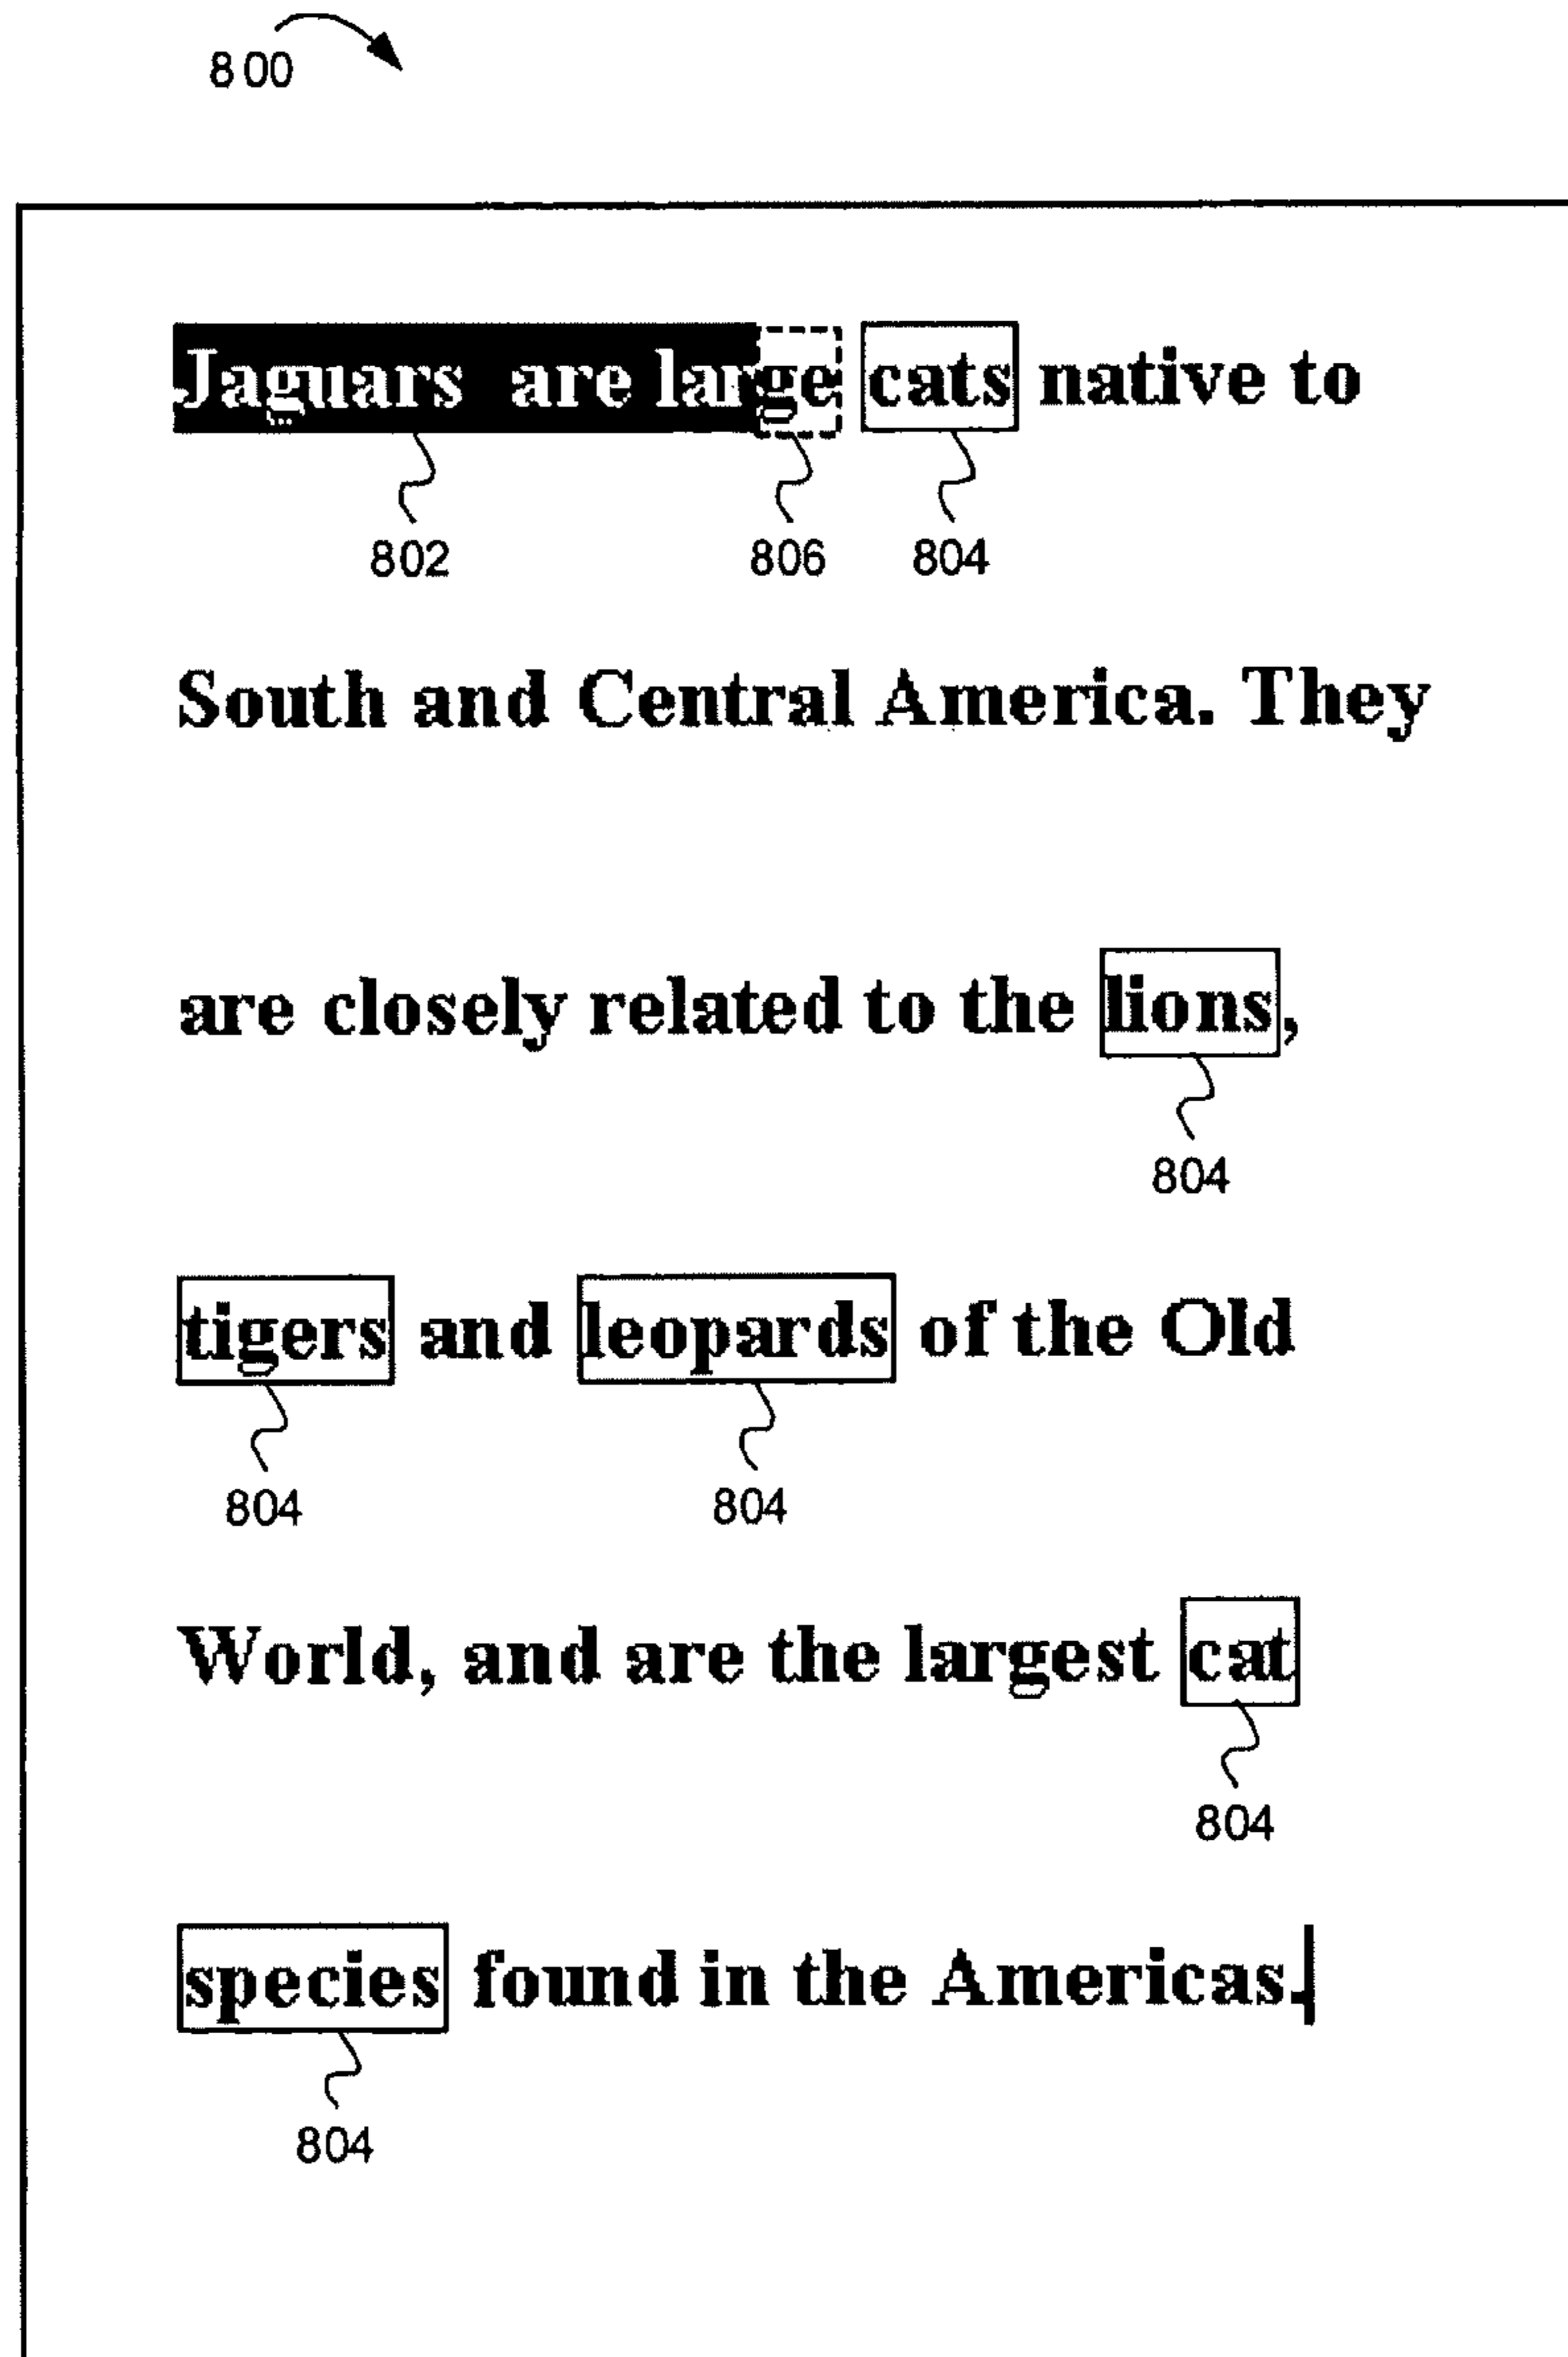 800
Jaguars are large cats native to
802 806 804
South and Central America. They
are closely related to the lions,
804
tigers and leopards of the Old
804 804
World, and are the largest cat
804
species found in the Americas.
804